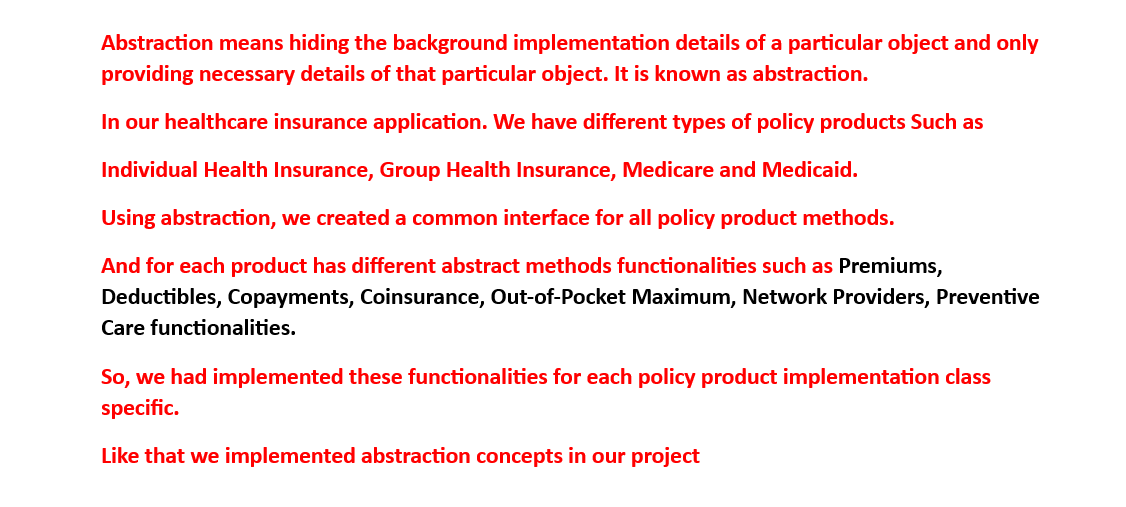 Abstraction means hiding the background implementation details of a particular object and only
providing necessary details of that particular object. It is known as abstraction.
In our healthcare insurance application. We have different types of policy products Such as
Individual Health Insurance, Group Health Insurance, Medicare and Medicaid.
Using abstraction, we created a common interface for all policy product methods.
And for each product has different abstract methods functionalities such as Premiums,
Deductibles, Copayments, Coinsurance, Out-of-Pocket Maximum, Network Providers, Preventive
Care functionalities.
So, we had implemented these functionalities for each policy product implementation class
specific.
Like that we implemented abstraction concepts in our project